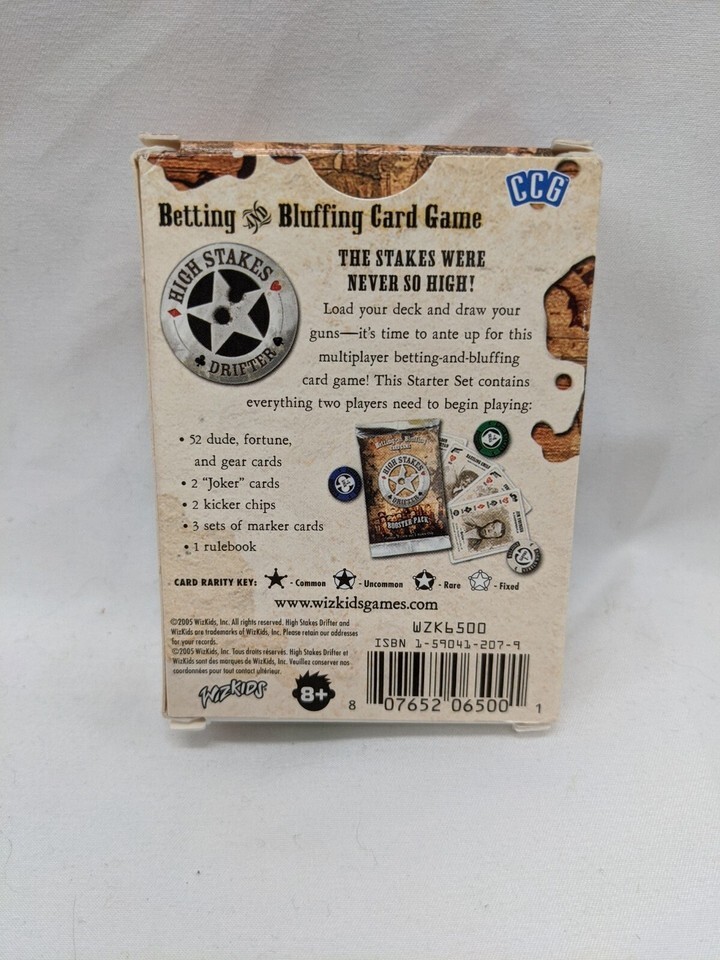 CCG
Betting AND Bluffing Card Game
HIGH STAKES
DRIFTER
THE STAKES WERE
NEVER SO HIGH!
Load your deck and draw your
guns—it's time to ante up for this
multiplayer betting-and-bluffing
card game! This Starter Set contains
everything two players need to begin playing:
• 52 dude, fortune,
and gear cards
• 2 "Joker" cards
• 2 kicker chips
• 3 sets of marker cards
• 1 rulebook
Betting AND Bluffing
HIGH STAKES
DRIFTER
BOOSTER PACK
CARD RARITY KEY: - Common - Uncommon - Rare - Fixed
www.wizkidsgames.com
©2005 WizKids, Inc. All rights reserved. High Stakes Drifter and
WizKids are trademarks of WizKids, Inc. Please retain our addresses
for your records.
©2005 WizKids, Inc. Tous droits réservés. High Stakes Drifter et
WizKids sont des marques de WizKids, Inc. Veuillez conserver nos
coordonnées pour tout contact ultérieur.
WIZKIDS
8+
WZK6500
ISBN 1-59041-207-9
8 07652 06500 1